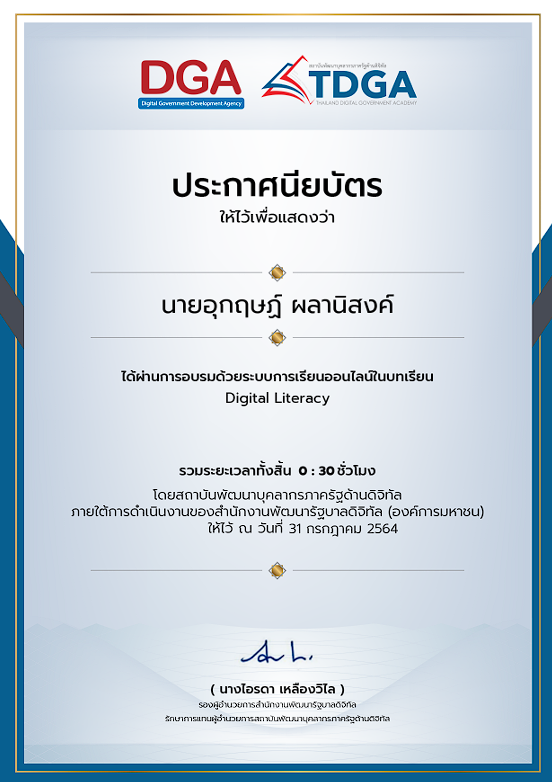 DGA
Digital Government Development Agency
สถาบันพัฒนาบุคลากรภาครัฐด้านดิจิทัล
TDGA
THAILAND DIGITAL GOVERNMENT ACADEMY
ประกาศนียบัตร
ให้ไว้เพื่อแสดงว่า
นายอุกฤษฏ์ ผลานิสงค์
ได้ผ่านการอบรมด้วยระบบการเรียนออนไลน์ในบทเรียน
Digital Literacy
รวมระยะเวลาทั้งสิ้น 0 : 30 ชั่วโมง
โดยสถาบันพัฒนาบุคลากรภาครัฐด้านดิจิทัล
ภายใต้การดำเนินงานของสำนักงานพัฒนารัฐบาลดิจิทัล (องค์การมหาชน)
ให้ไว้ ณ วันที่ 31 กรกฎาคม 2564
( นางไอรดา เหลืองวิไล )
รองผู้อำนวยการสำนักงานพัฒนารัฐบาลดิจิทัล
รักษาการแทนผู้อำนวยการสถาบันพัฒนาบุคลากรภาครัฐด้านดิจิทัล